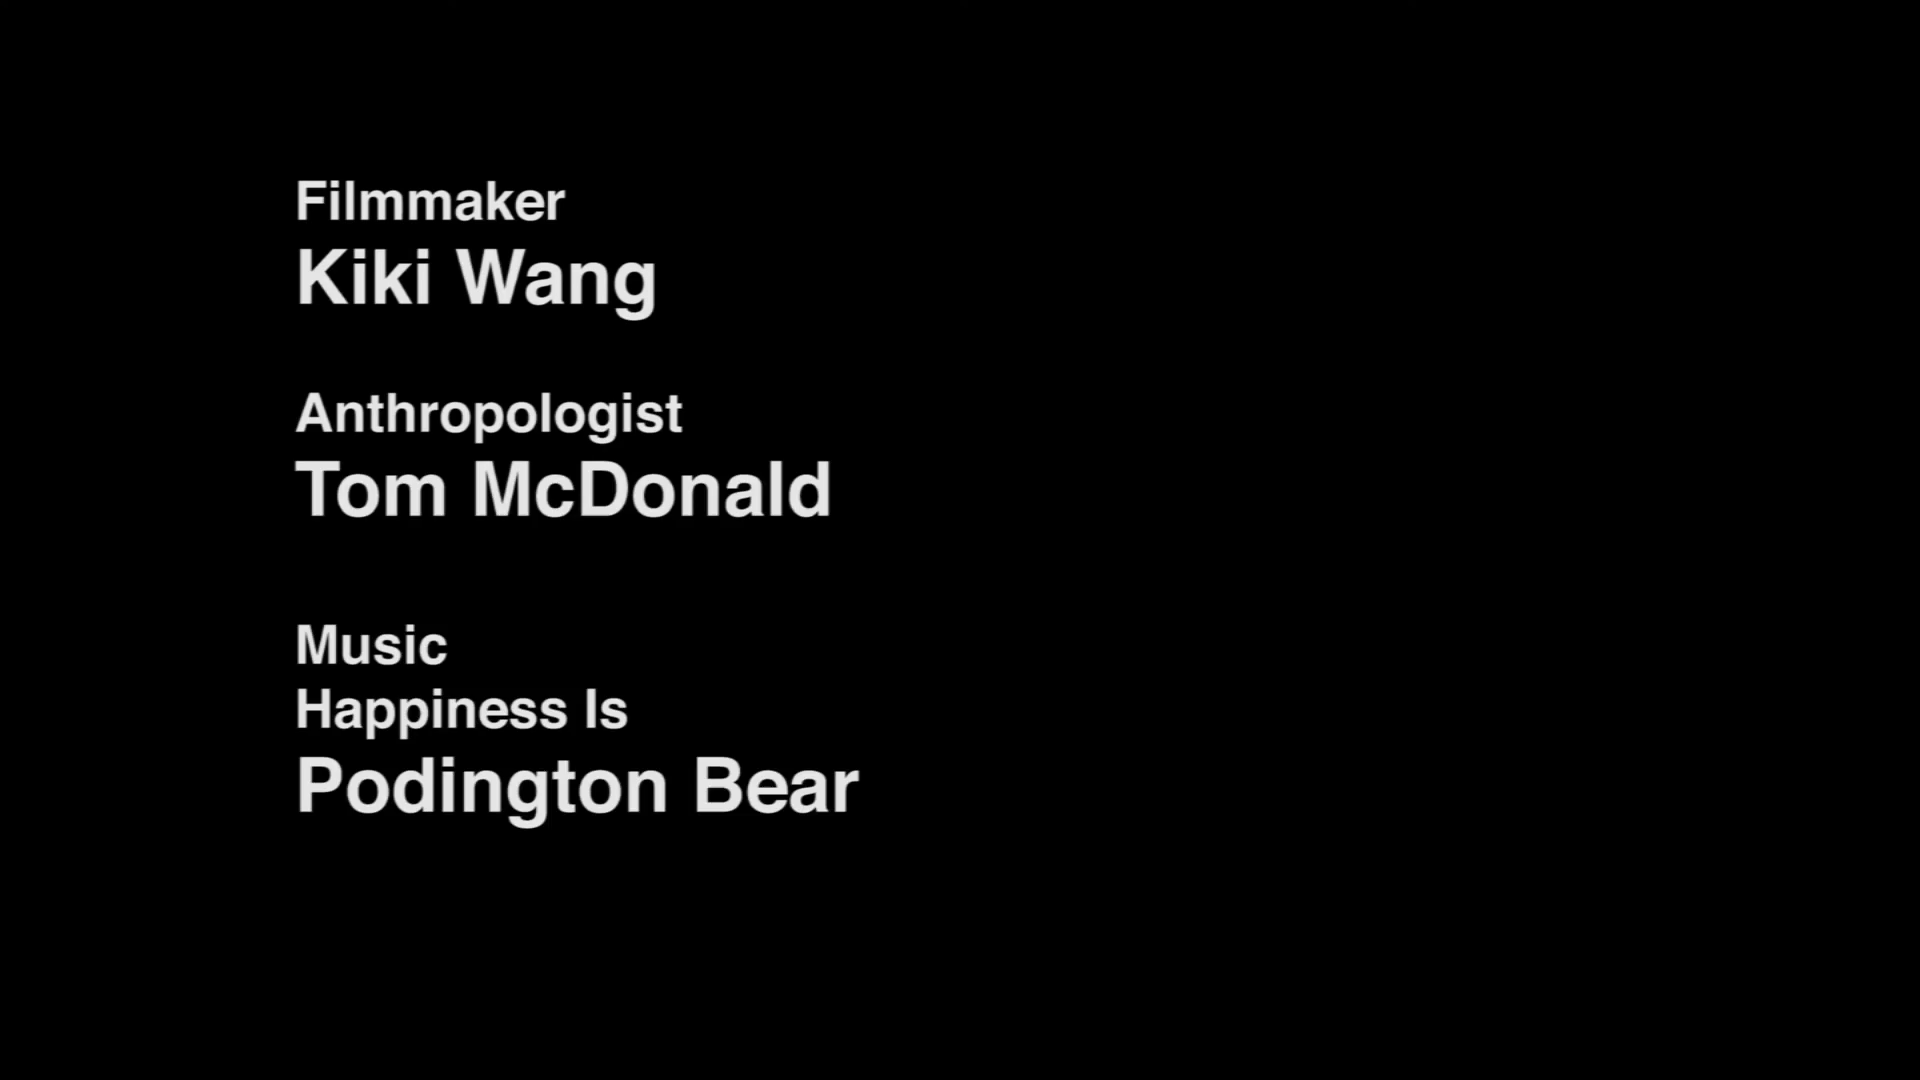 Filmmaker
Kiki Wang
Anthropologist
Tom McDonald
Music
Happiness Is
Podington Bear